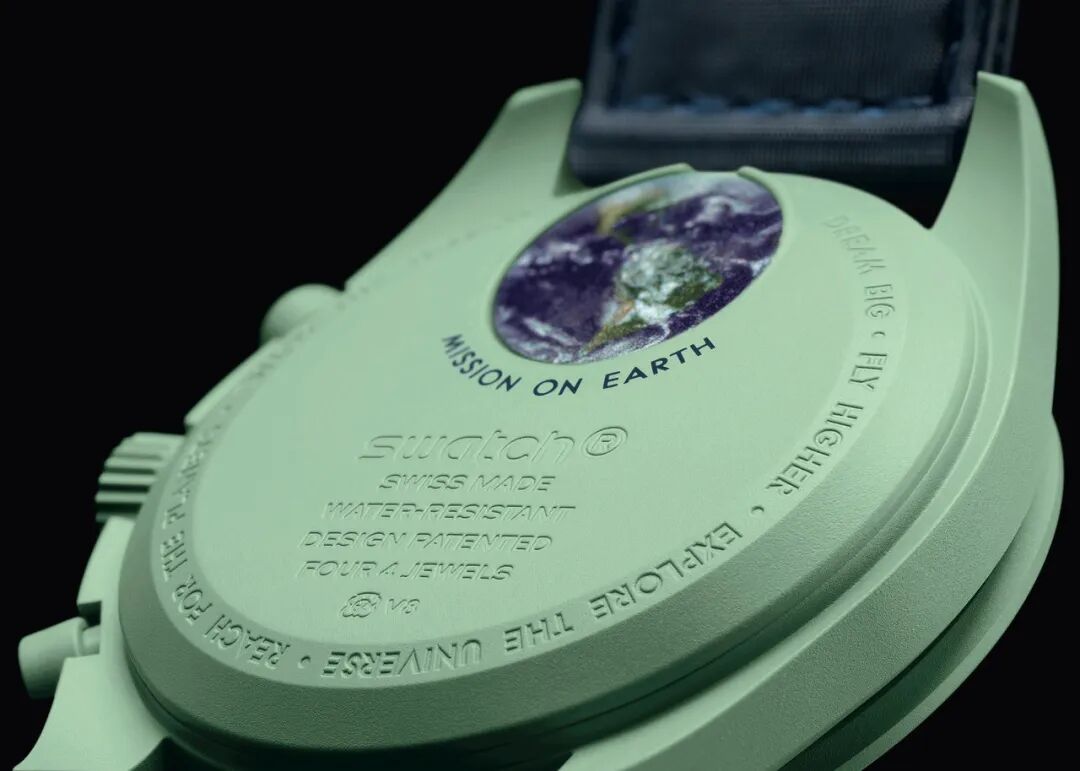 MISSION ON EARTH
swatch®
SWISS MADE
WATER-RESISTANT
DESIGN PATENTED
FOUR 4 JEWELS
V8
DREAM BIG • FLY HIGHER • EXPLORE THE UNIVERSE • REACH FOR THE PLANETS •